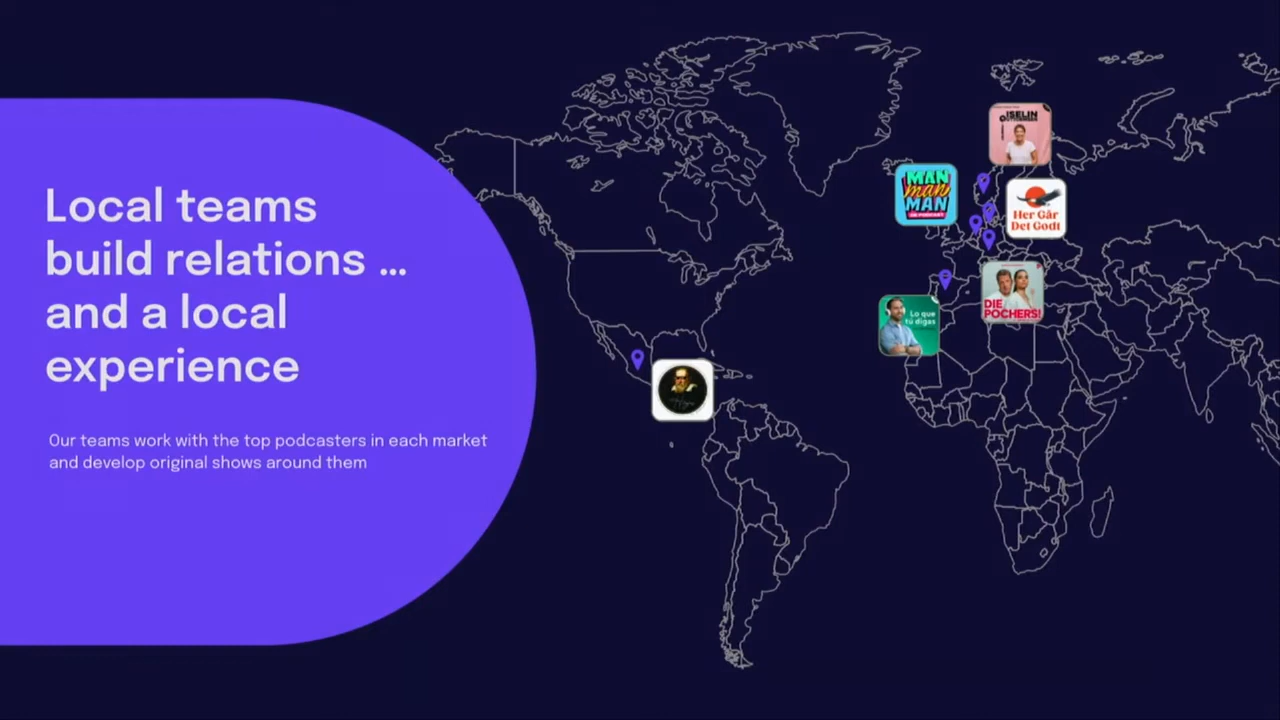 Local teams
build relations ...
and a local
experience
Our teams work with the top podcasters in each market
and develop original shows around them
ISELIN
MAN
man
MAN
Her Går
Det Godt
DIE
POCHERS!
Lo que
tú digas